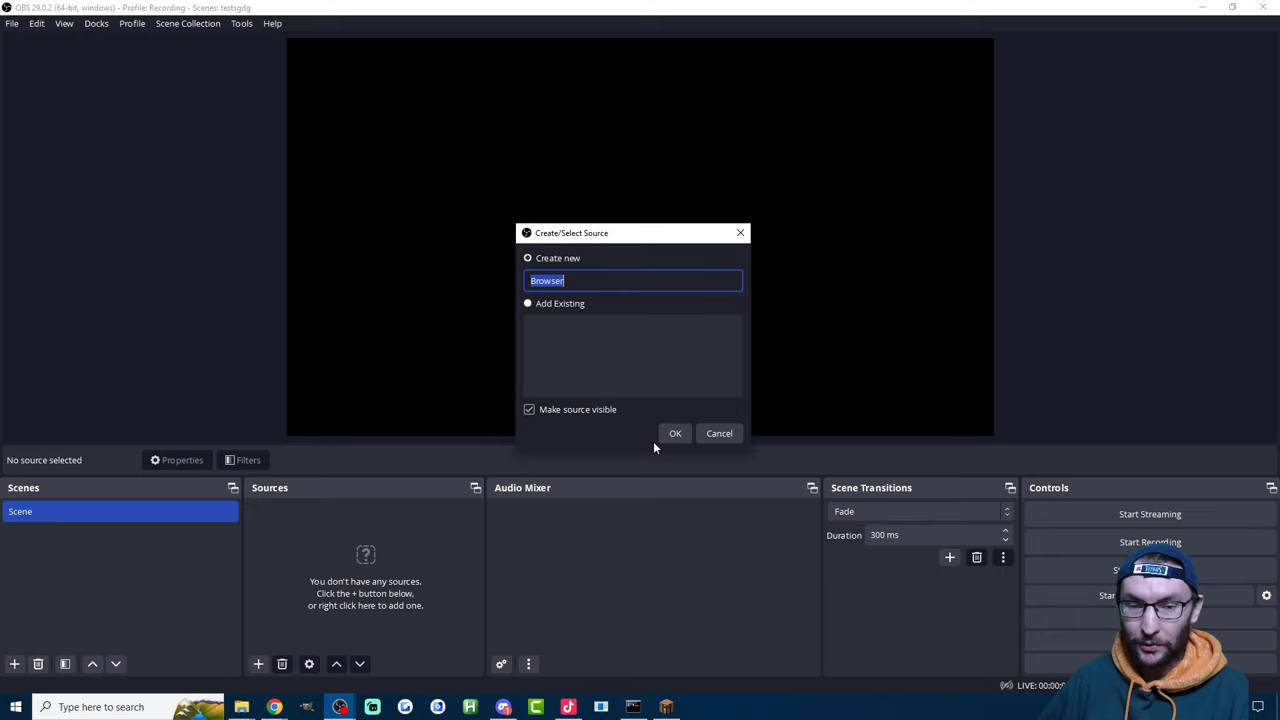 OBS 29.0.2 (64-bit, windows) - Profile: Recording - Scenes: testsgdg
File Edit View Docks Profile Scene Collection Tools Help
Create/Select Source
Create new
Browser
Add Existing
Make source visible
OK Cancel
No source selected Properties Filters
Scenes Sources Audio Mixer Scene Transitions Controls
Scene
Fade
Duration 300 ms
Start Streaming
Start Recording
You don't have any sources.
Click the + button below,
or right click here to add one.
LIVE: 00:00:
Type here to search